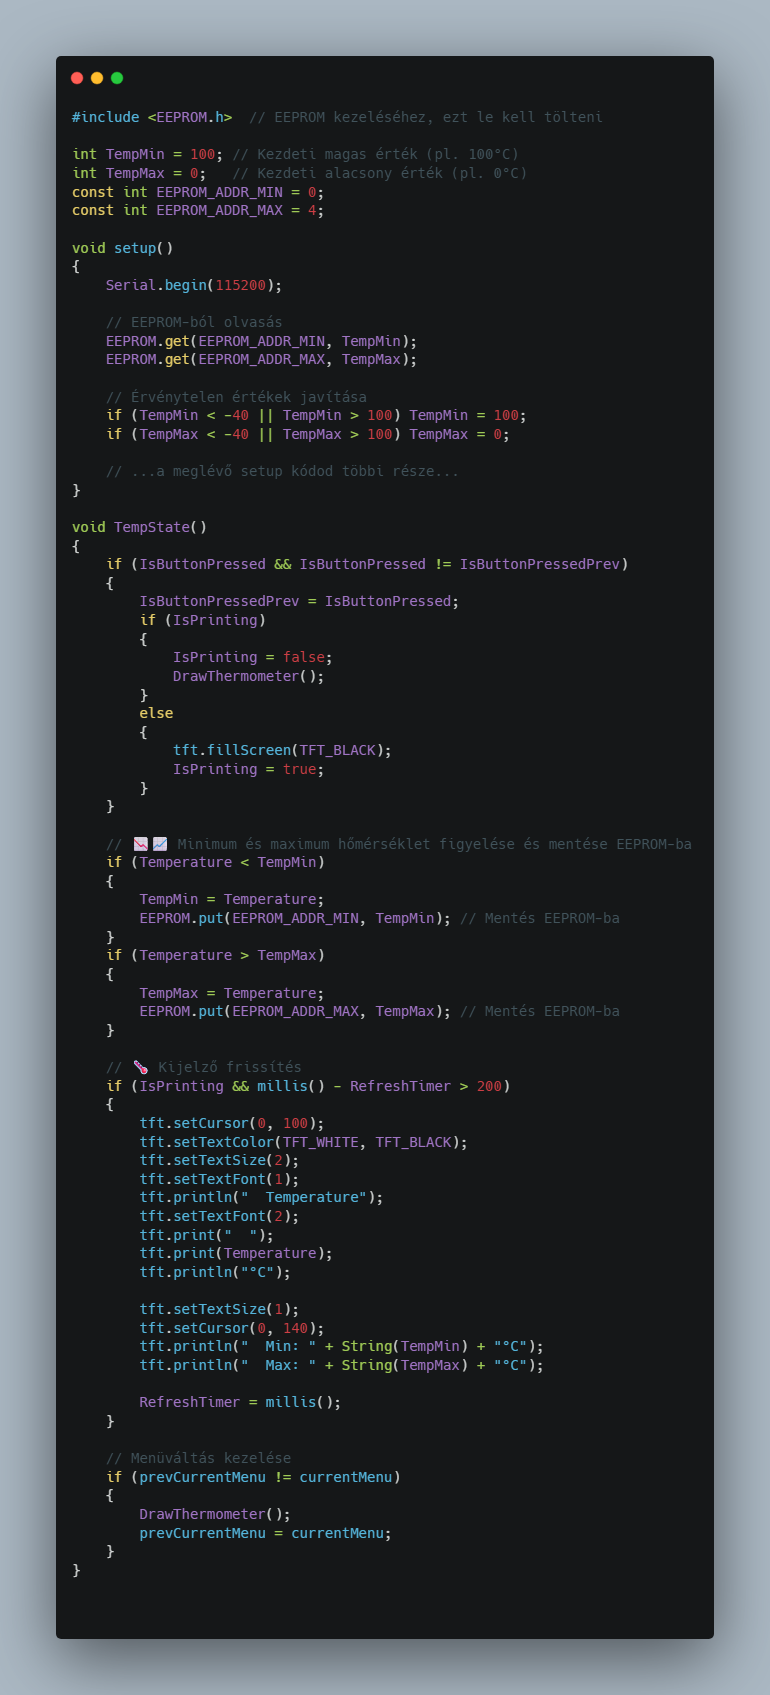 #include <EEPROM.h>  // EEPROM kezeléséhez, ezt le kell tölteni

int TempMin = 100; // Kezdeti magas érték (pl. 100°C)
int TempMax = 0;   // Kezdeti alacsony érték (pl. 0°C)
const int EEPROM_ADDR_MIN = 0;
const int EEPROM_ADDR_MAX = 4;

void setup()
{
    Serial.begin(115200);

    // EEPROM-ból olvasás
    EEPROM.get(EEPROM_ADDR_MIN, TempMin);
    EEPROM.get(EEPROM_ADDR_MAX, TempMax);

    // Érvénytelen értékek javítása
    if (TempMin < -40 || TempMin > 100) TempMin = 100;
    if (TempMax < -40 || TempMax > 100) TempMax = 0;

    // ...a meglévő setup kódod többi része...
}

void TempState()
{
    if (IsButtonPressed && IsButtonPressed != IsButtonPressedPrev)
    {
        IsButtonPressedPrev = IsButtonPressed;
        if (IsPrinting)
        {
            IsPrinting = false;
            DrawThermometer();
        }
        else
        {
            tft.fillScreen(TFT_BLACK);
            IsPrinting = true;
        }
    }

    // 📉📈 Minimum és maximum hőmérséklet figyelése és mentése EEPROM-ba
    if (Temperature < TempMin)
    {
        TempMin = Temperature;
        EEPROM.put(EEPROM_ADDR_MIN, TempMin); // Mentés EEPROM-ba
    }
    if (Temperature > TempMax)
    {
        TempMax = Temperature;
        EEPROM.put(EEPROM_ADDR_MAX, TempMax); // Mentés EEPROM-ba
    }

    // 🌡 Kijelző frissítés
    if (IsPrinting && millis() - RefreshTimer > 200)
    {
        tft.setCursor(0, 100);
        tft.setTextColor(TFT_WHITE, TFT_BLACK);
        tft.setTextSize(2);
        tft.setTextFont(1);
        tft.println("  Temperature");
        tft.setTextFont(2);
        tft.print("  ");
        tft.print(Temperature);
        tft.println("°C");

        tft.setTextSize(1);
        tft.setCursor(0, 140);
        tft.println("  Min: " + String(TempMin) + "°C");
        tft.println("  Max: " + String(TempMax) + "°C");

        RefreshTimer = millis();
    }

    // Menüváltás kezelése
    if (prevCurrentMenu != currentMenu)
    {
        DrawThermometer();
        prevCurrentMenu = currentMenu;
    }
}